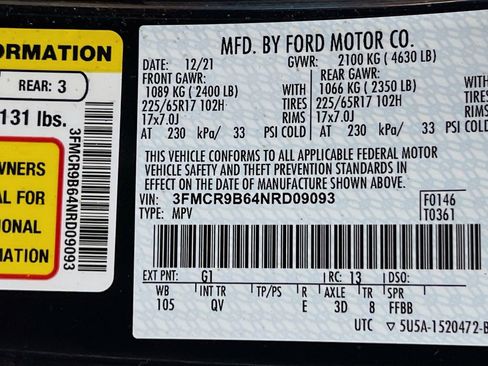 ORMATION
REAR: 3
131 lbs.
WNERS
AL FOR
IONAL
ATION
3FMCR9B64NRD09093
MFD. BY FORD MOTOR CO.
DATE: 12/21 GVWR: 2100 KG ( 4630 LB)
FRONT GAWR: REAR GAWR:
1089 KG ( 2400 LB) 1066 KG ( 2350 LB)
225/65R17 102H TIRES 225/65R17 102H
17x7.0J RIMS 17x7.0J
AT 230 kPa/ 33 PSI COLD AT 230 kPa/ 33 PSI COLD
THIS VEHICLE CONFORMS TO ALL APPLICABLE FEDERAL MOTOR
VEHICLE SAFETY AND THEFT PREVENTION STANDARDS IN
EFFECT ON THE DATE OF MANUFACTURE SHOWN ABOVE.
VIN: 3FMCR9B64NRD09093 F0146
TYPE: MPV T0361
EXT PNT: G1 RC: 13 DSO:
WB INT TR TP/PS R AXLE TR SPR
105 QV E 3D 8 FFBB
UTC ▽5U5A-1520472-B